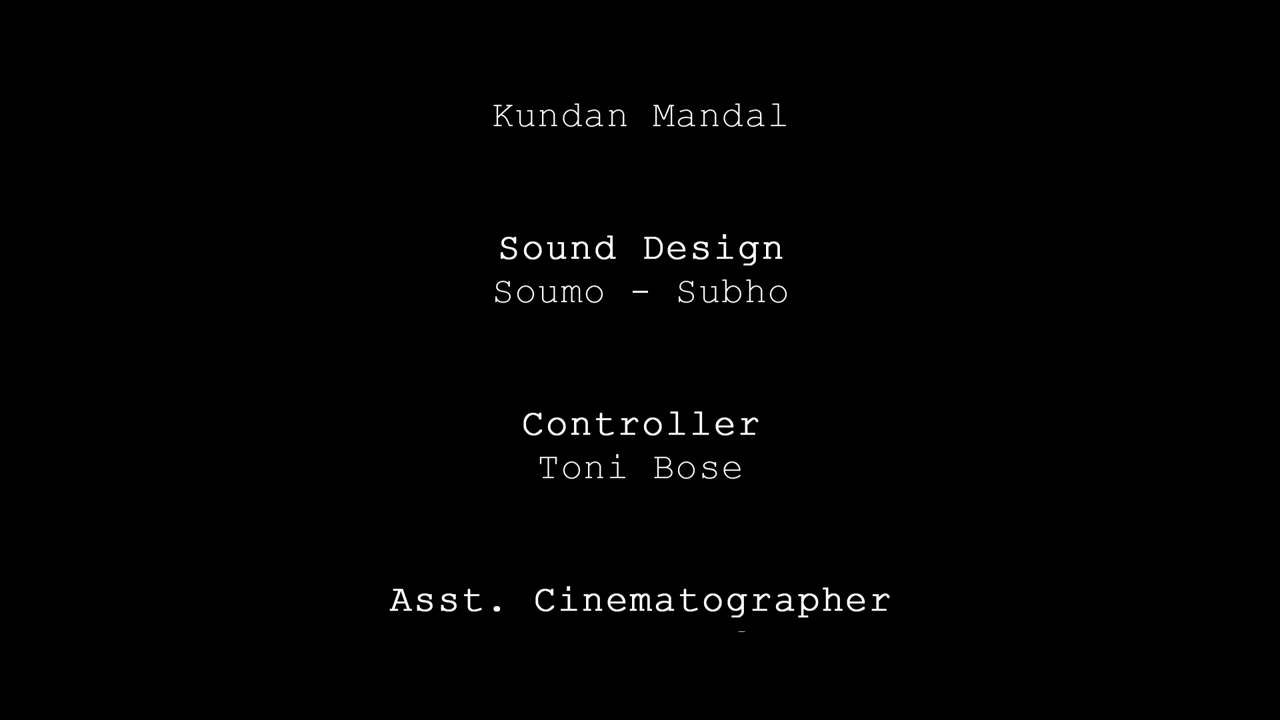 Kundan Mandal
Sound Design
Soumo - Subho
Controller
Toni Bose
Asst. Cinematographer